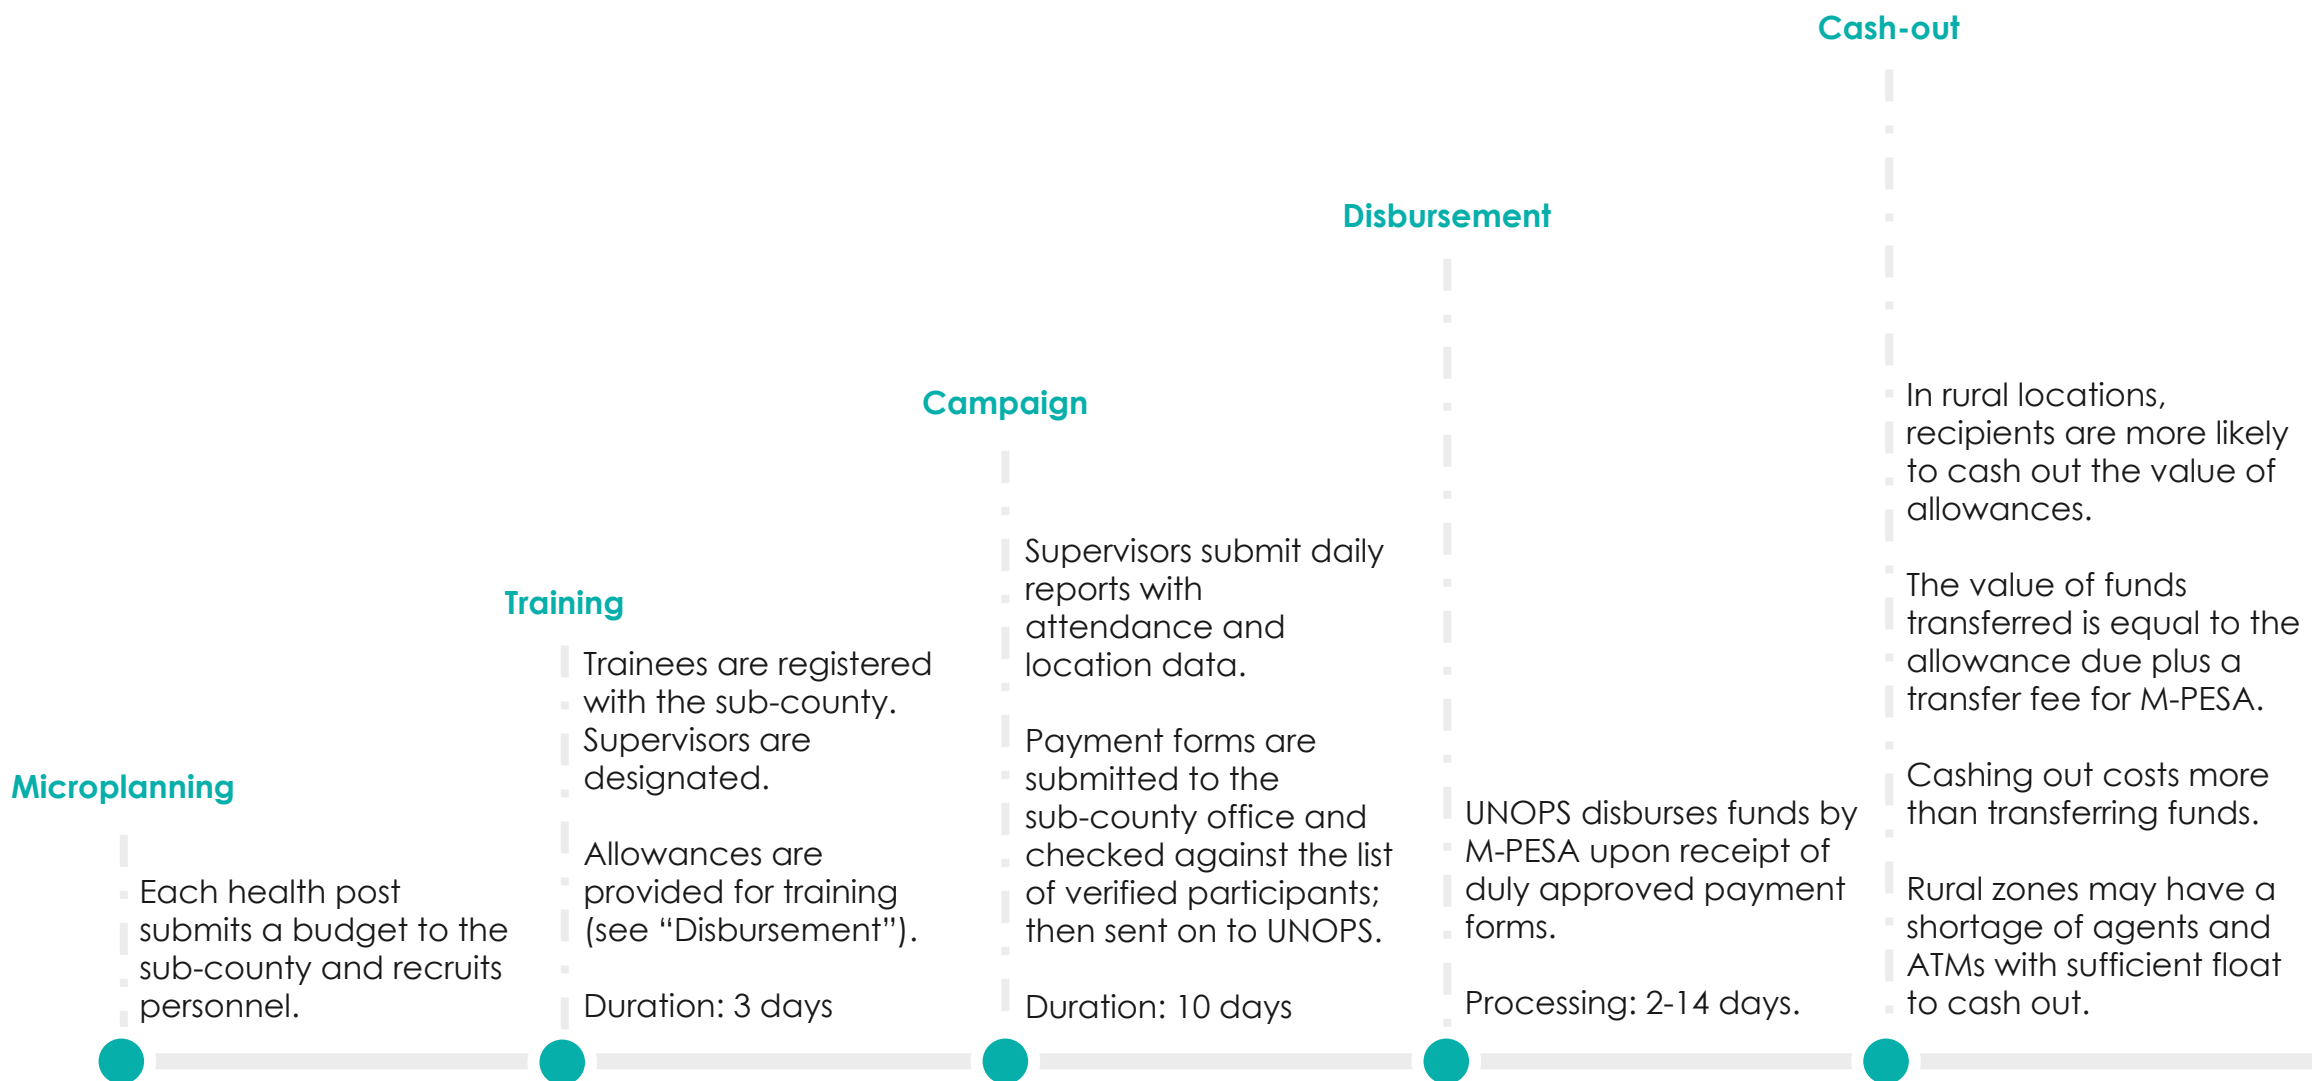 Microplanning
Each health post
submits a budget to the
sub-county and recruits
personnel.
Training
Trainees are registered
with the sub-county.
Supervisors are
designated.
Allowances are
provided for training
(see “Disbursement”).
Duration: 3 days
Campaign
Supervisors submit daily
reports with
attendance and
location data.
Payment forms are
submitted to the
sub-county office and
checked against the list
of verified participants;
then sent on to UNOPS.
Duration: 10 days
Disbursement
UNOPS disburses funds by
M-PESA upon receipt of
duly approved payment
forms.
Processing: 2-14 days.
Cash-out
In rural locations,
recipients are more likely
to cash out the value of
allowances.
The value of funds
transferred is equal to the
allowance due plus a
transfer fee for M-PESA.
Cashing out costs more
than transferring funds.
Rural zones may have a
shortage of agents and
ATMs with sufficient float
to cash out.